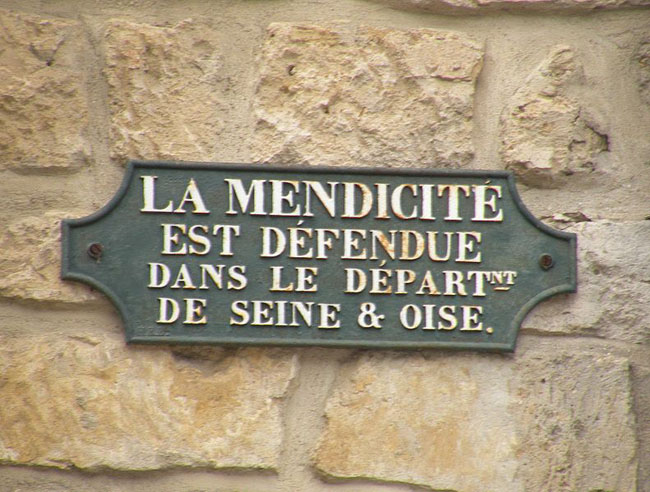 LA MENDICITÉ
EST DÉFENDUE
DANS LE DÉPARTNT
DE SEINE & OISE.